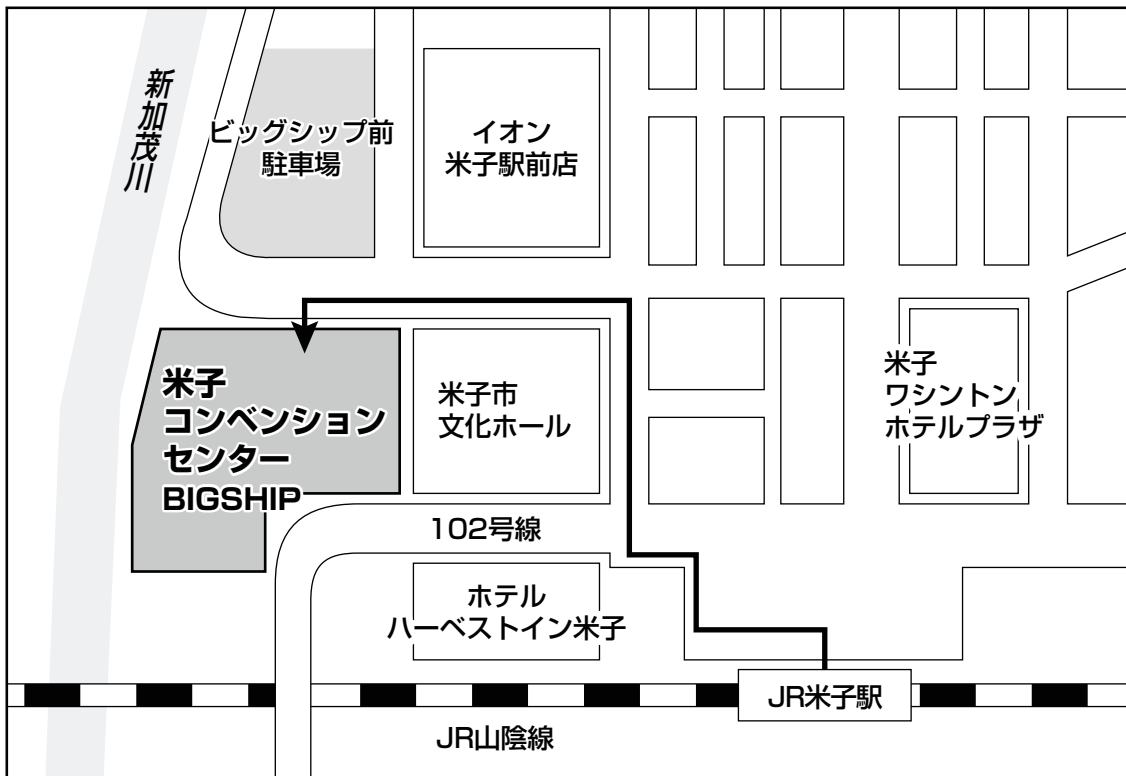 新加茂川
ビッグシップ前
駐車場
イオン
米子駅前店
米子
コンベンション
センター
BIGSHIP
米子市
文化ホール
米子
ワシントン
ホテルプラザ
102号線
ホテル
ハーベストイン米子
JR米子駅
JR山陰線